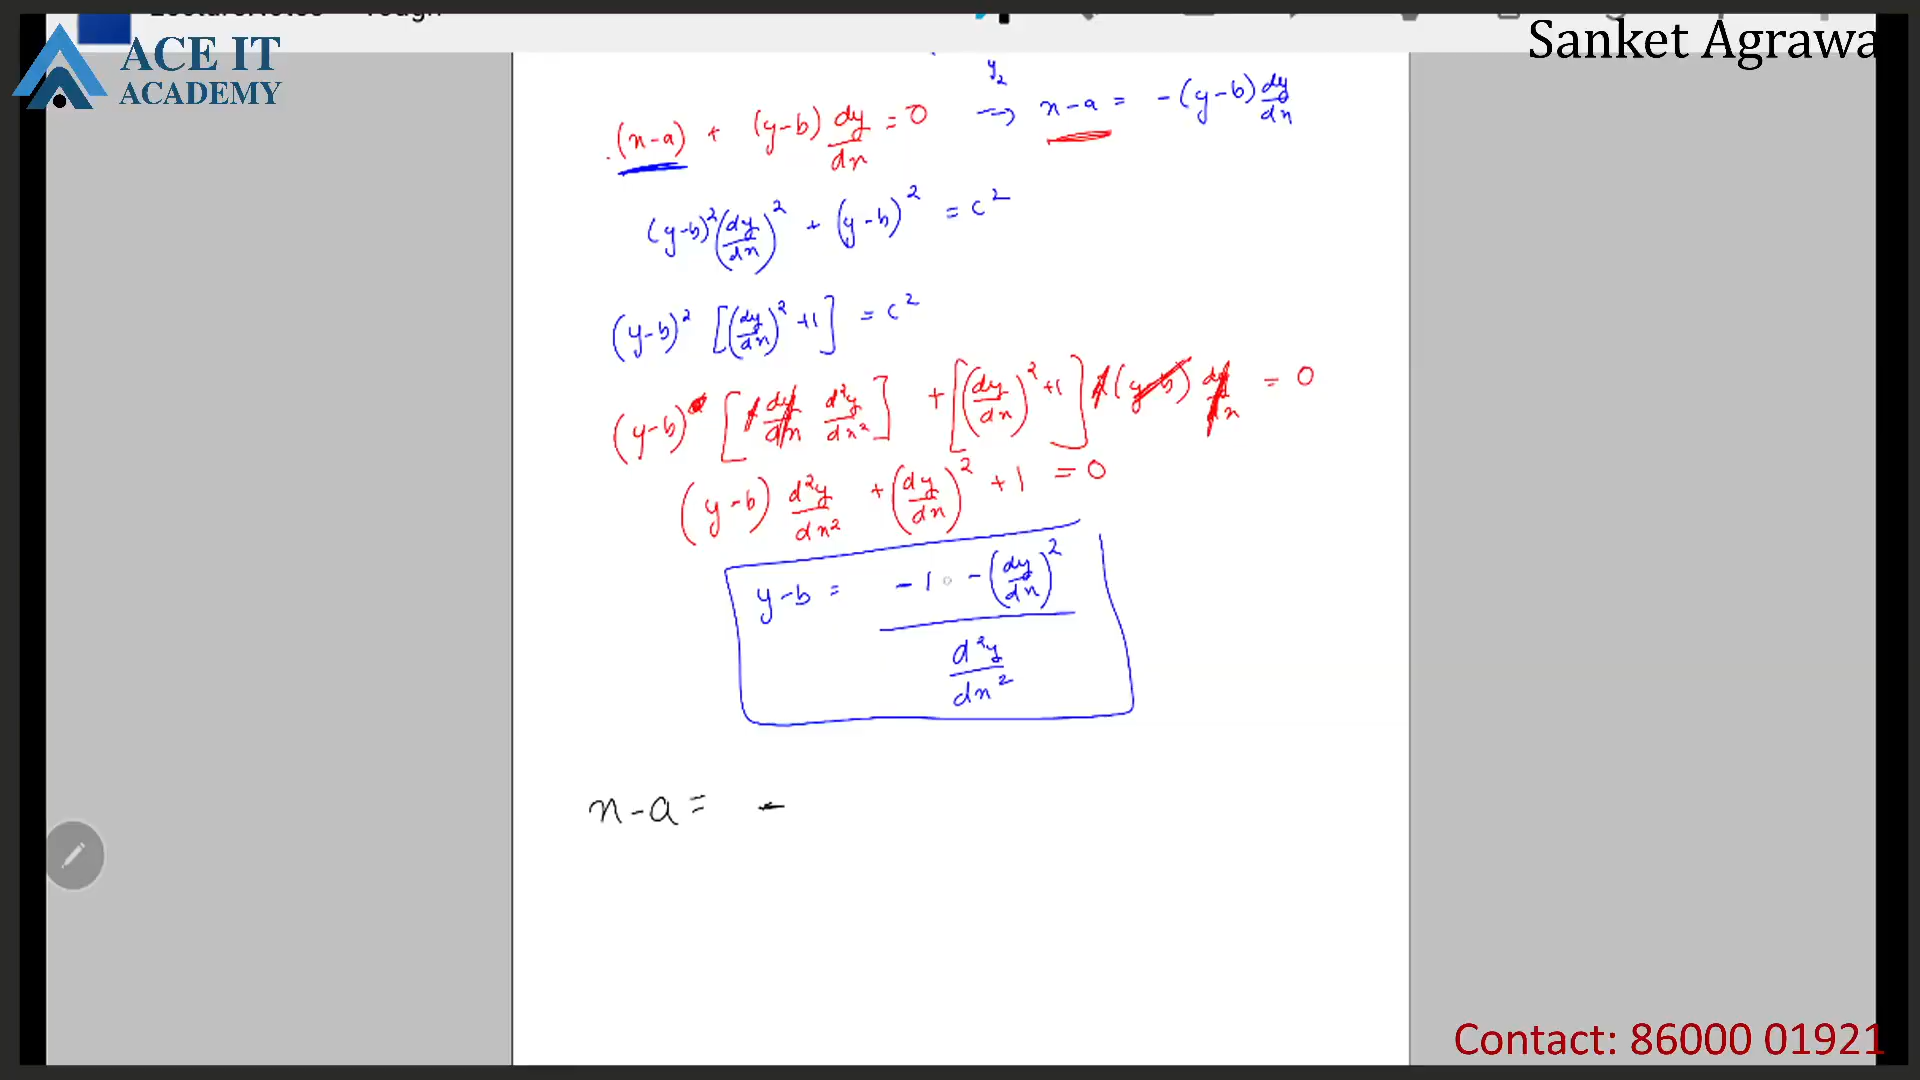 Sanket Agrawa
ACE IT
ACADEMY
y₂
(x-a) + (y-b) dy/dx = 0 → x-a = -(y-b) dy/dx
(y-b)² (dy/dx)² + (y-b)² = c²
(y-b)² [(dy/dx)² +1] = c²
(y-b) [2 dy/dx d²y/dx²] + [(dy/dx)² +1] 2 (y-b) dy/dx = 0
(y-b) d²y/dx² + (dy/dx)² + 1 = 0
y-b = (-1 - (dy/dx)²) / (d²y/dx²)
x-a = -
Contact: 86000 01921